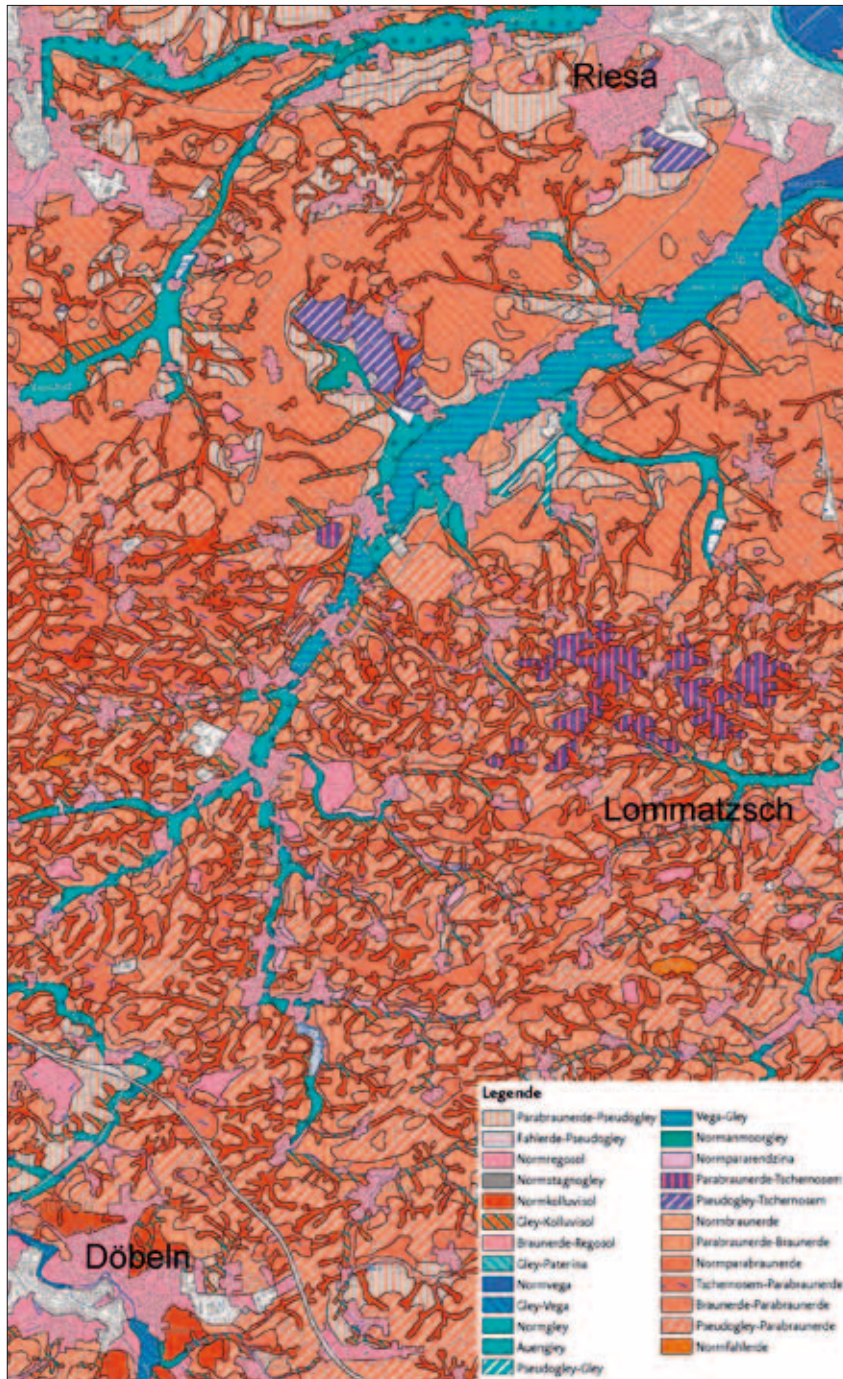 Riesa
Lommatzsch
Döbeln
Legende
Parabraunerde-Pseudogley
Fahlerde-Pseudogley
Normregosol
Normstagnogley
Normkolluvisol
Gley-Kolluvisol
Braunerde-Regosol
Gley-Paternia
Normvega
Gley-Vega
Normgley
Auengley
Pseudogley-Gley
Vega-Gley
Normanmoorgley
Normpararendzina
Parabraunerde-Tschernosem
Pseudogley-Tschernosem
Normbraunerde
Parabraunerde-Braunerde
Normparabraunerde
Tschernosem-Parabraunerde
Braunerde-Parabraunerde
Pseudogley-Parabraunerde
Normfahlerde